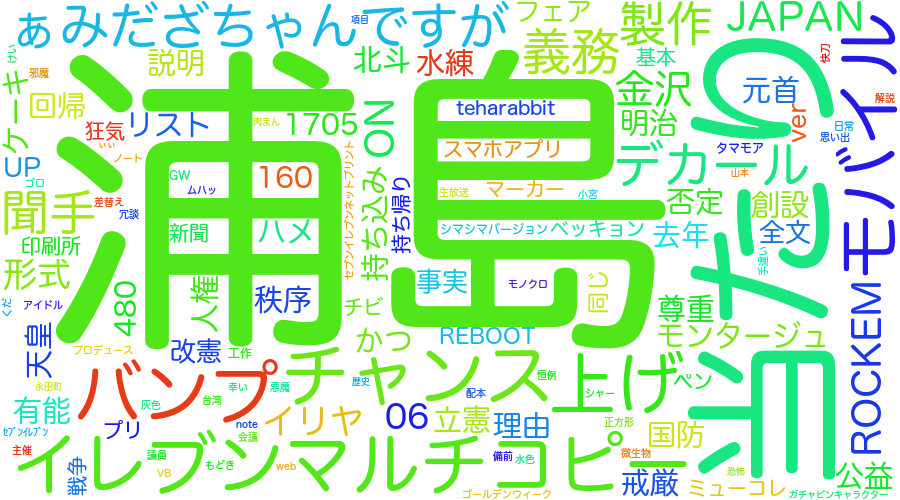 ぁみだざちゃんですが
フェア
製作
JAPAN
モバイル
けい
ケーキ
邪魔
項目
説明
北斗
水練
義務
基本
元首
快刀
解説
回帰
狂気
リスト
肉まん
1705
ON
teharabbit
金沢
明治
ver
日常
思い出
UP
ゴロ
いい
ノート
浦島
GW
ムハッ
160
セブンイレブンネットプリント
スマホアプリ
デカール
タマモア
山本
聞手
差替え
冗談
新聞
ハメ
持ち込み
持ち帰り
生放送
マーカー
小宮
否定
創設
印刷所
シマシマバージョン
ベッキョン
去年
全文
手違い
形式
人権
秩序
チビ
事実
モノクロ
同じ
尊重
くだ
アイドル
480
天皇
プロデュース
改憲
工作
かつ
REBOOT
モンタージュ
ROCKEM
永田町
バンプ
灰色
台湾
幸い
悪魔
チャンス
歴史
配本
恒例
シャー
上げ
ペン
有能
プリ
note
会議
イリヤ
06
立憲
理由
正方形
国防
セブンイレブン
主催
戦争
イレブンマルチコピー
議員
VB
もどき
web
備前
水色
ゴールデンウィーク
微生物
戒厳
恐怖
ミューコレ
公益
ガチャピンキャラクター